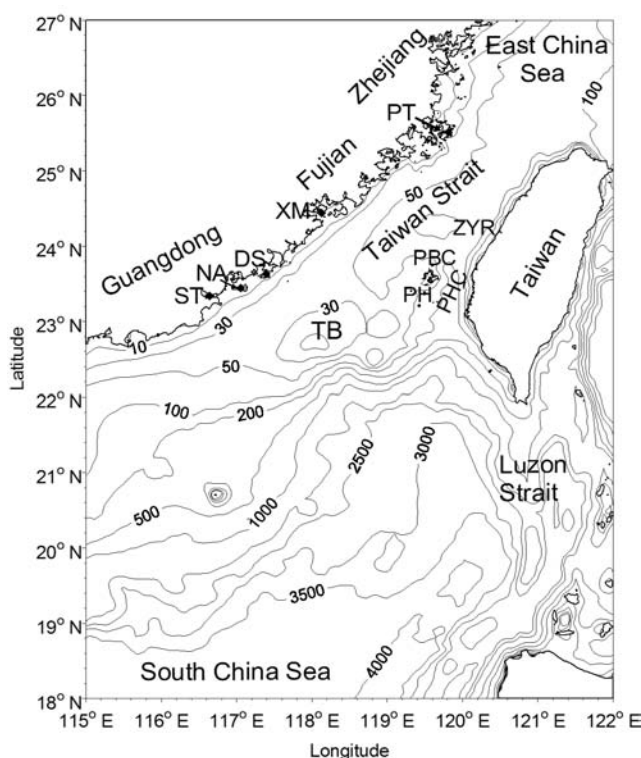 27° N
26° N
25° N
24° N
23° N
22° N
21° N
20° N
19° N
18° N
Latitude
East China
Sea
Zhejiang
100
PT
Fujian
50
Taiwan Strait
XM
ZYR
Guangdong
DS
PBC
NA
PH
PHC
Taiwan
ST
30
30
TB
10
50
100
200
2500
3000
Luzon
Strait
500
1000
3500
4000
South China Sea
115° E
116° E
117° E
118° E
119° E
120° E
121° E
122° E
Longitude